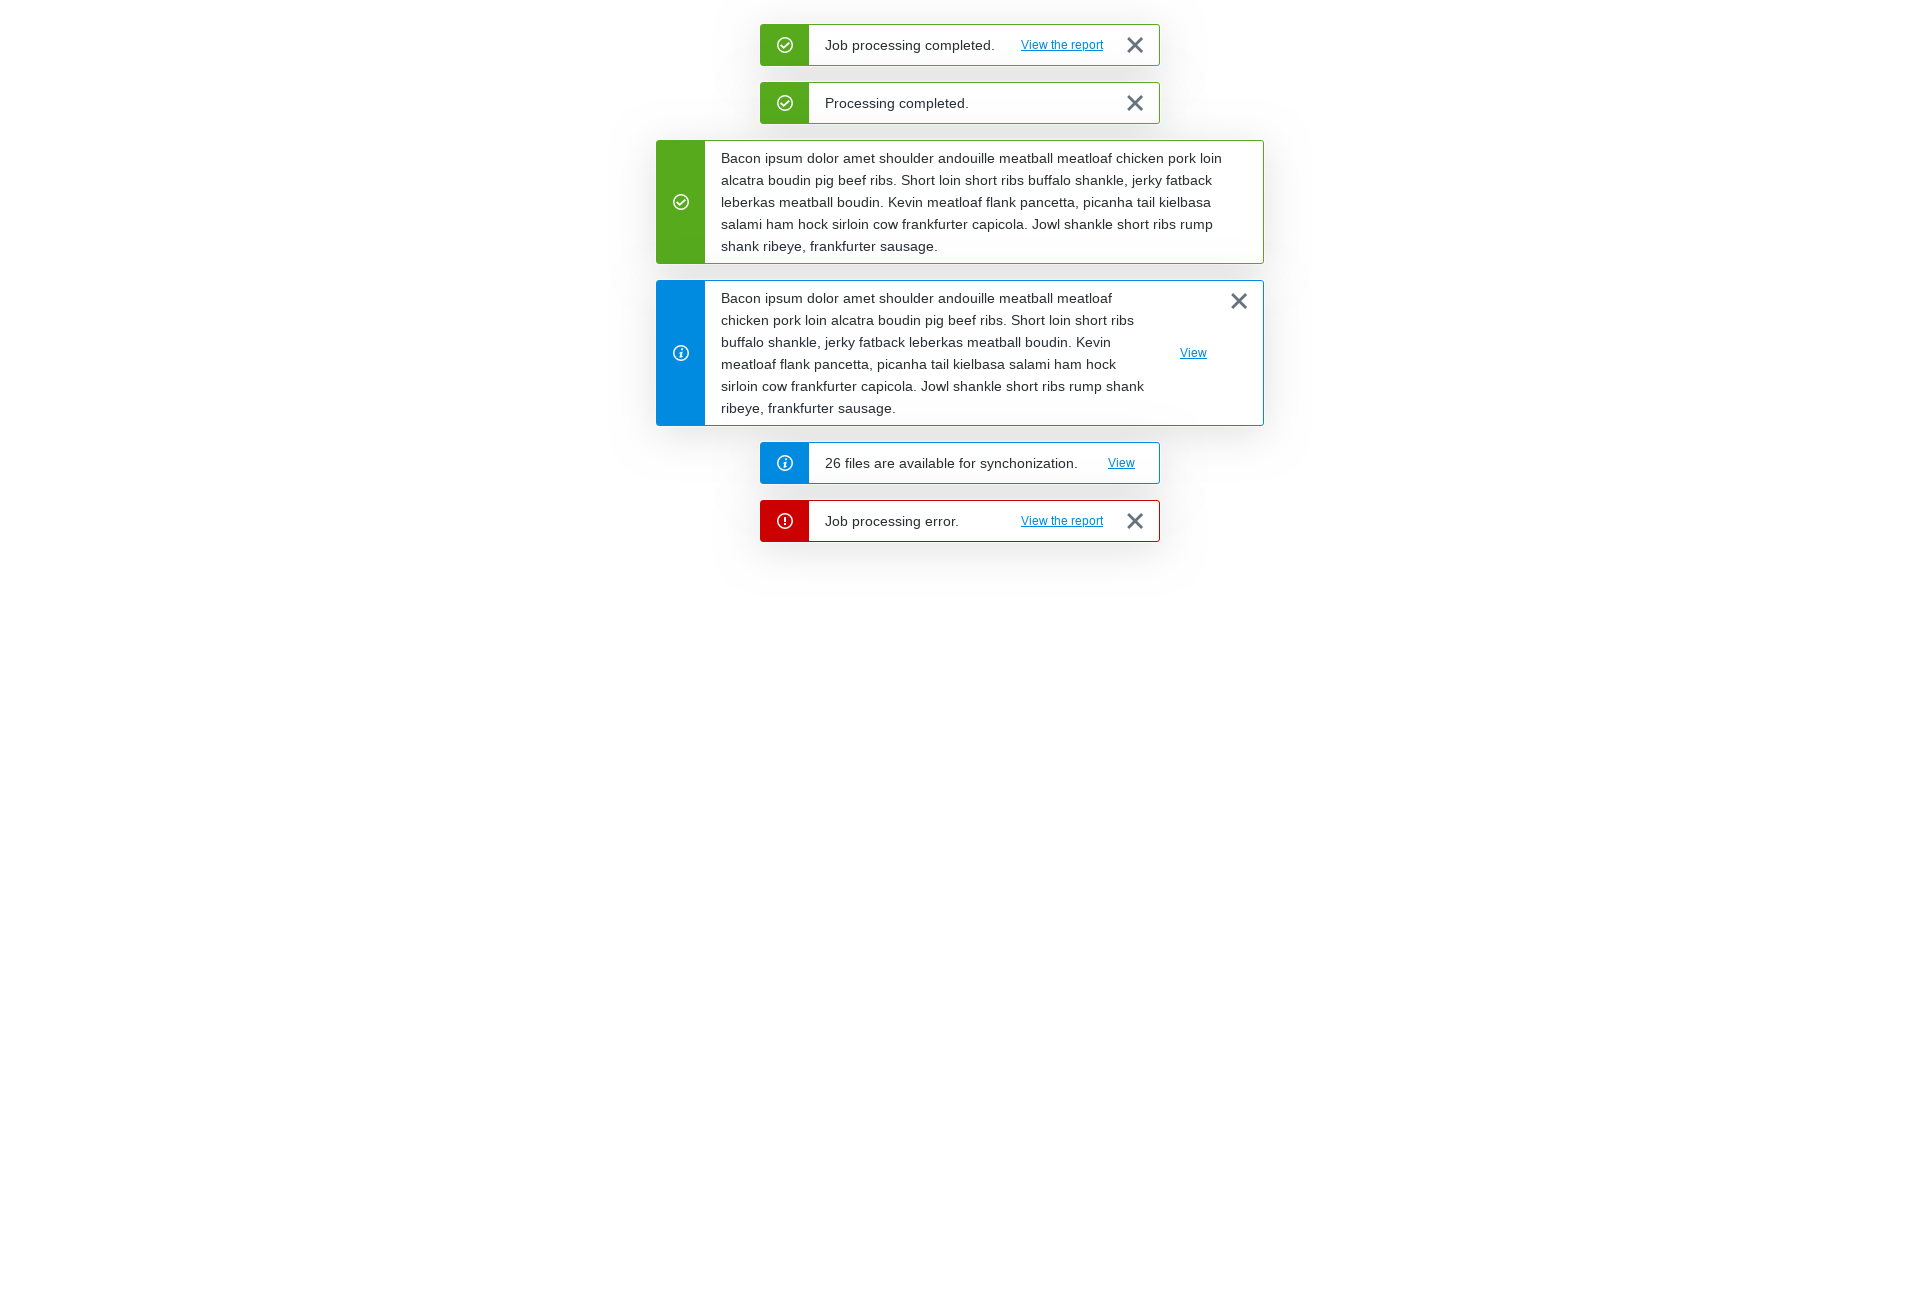 Job processing completed. View the report
Processing completed.
Bacon ipsum dolor amet shoulder andouille meatball meatloaf chicken pork loin
alcatra boudin pig beef ribs. Short loin short ribs buffalo shankle, jerky fatback
leberkas meatball boudin. Kevin meatloaf flank pancetta, picanha tail kielbasa
salami ham hock sirloin cow frankfurter capicola. Jowl shankle short ribs rump
shank ribeye, frankfurter sausage.
Bacon ipsum dolor amet shoulder andouille meatball meatloaf
chicken pork loin alcatra boudin pig beef ribs. Short loin short ribs
buffalo shankle, jerky fatback leberkas meatball boudin. Kevin
meatloaf flank pancetta, picanha tail kielbasa salami ham hock
sirloin cow frankfurter capicola. Jowl shankle short ribs rump shank
ribeye, frankfurter sausage.
View
26 files are available for synchonization. View
Job processing error. View the report